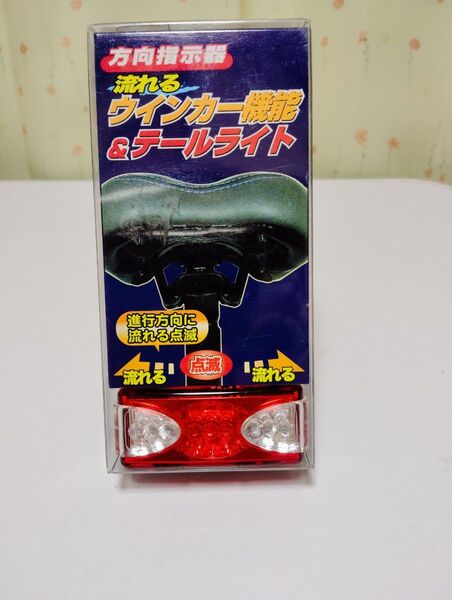 方向指示器
流れる
ウインカー機能
&テールライト
進行方向に
流れる点滅
流れる
点滅
流れる